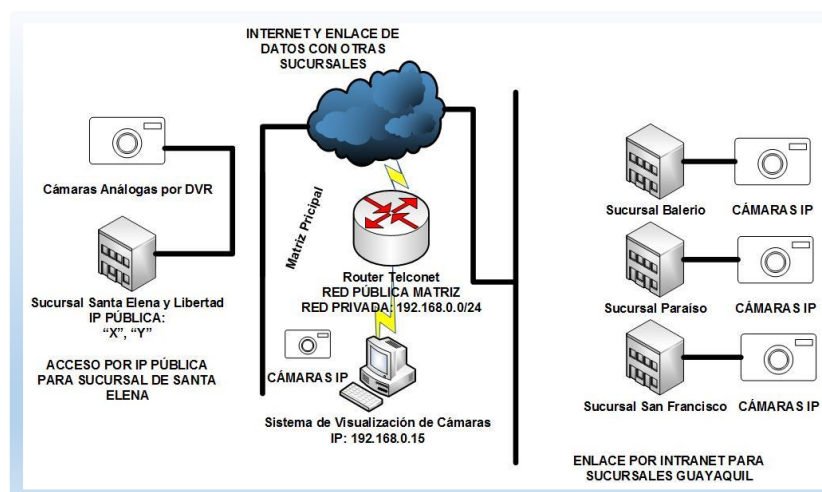 INTERNET Y ENLACE DE
DATOS CON OTRAS
SUCURSALES
Cámaras Análogas por DVR
Sucursal Santa Elena y Libertad
IP PÚBLICA:
“X”, “Y”
ACCESO POR IP PÚBLICA
PARA SUCURSAL DE SANTA
ELENA
Matriz Pricipal
Router Telconet
RED PÚBLICA MATRIZ
RED PRIVADA: 192.168.0.0/24
CÁMARAS IP
Sistema de Visualización de Cámaras
IP: 192.168.0.15
Sucursal Balerio
CÁMARAS IP
Sucursal Paraíso
CÁMARAS IP
Sucursal San Francisco
CÁMARAS IP
ENLACE POR INTRANET PARA
SUCURSALES GUAYAQUIL